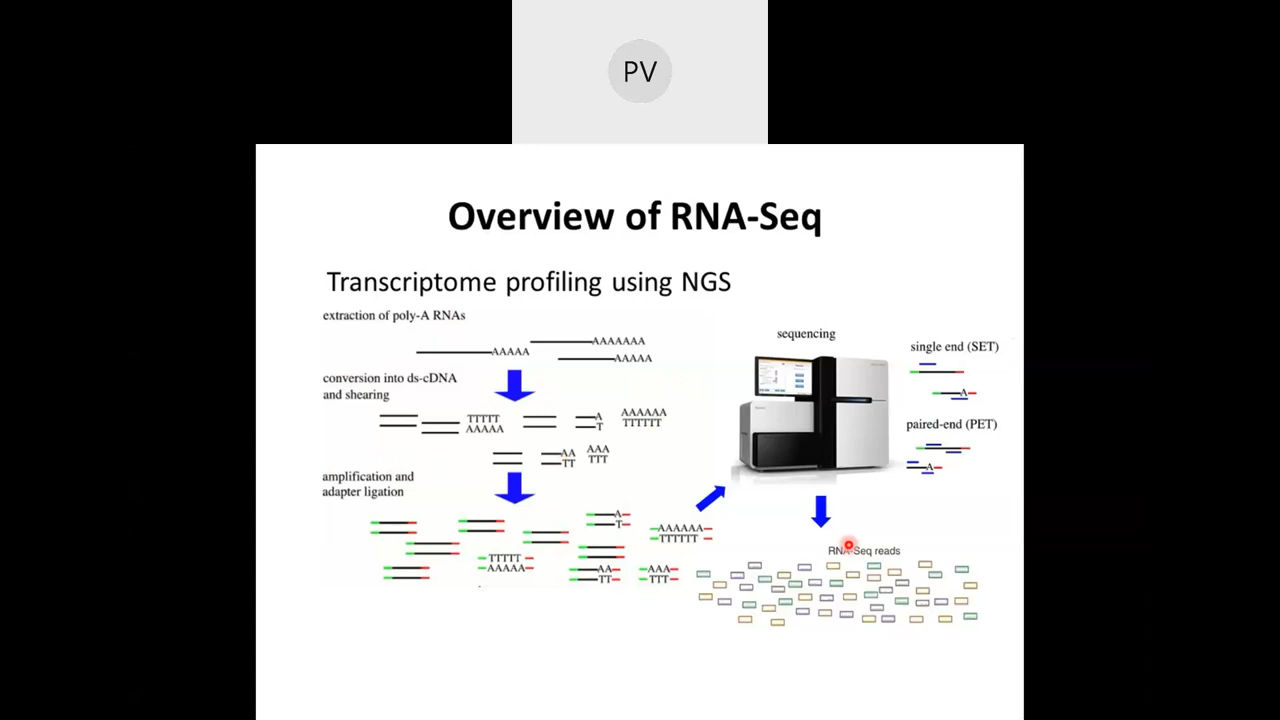 PV
Overview of RNA-Seq
Transcriptome profiling using NGS
extraction of poly-A RNAs
AAAAAAA
AAAAA
AAAAA
conversion into ds-cDNA
and shearing
TTTTT
AAAAA
A
T
AAAAAA
TTTTTT
AA
TT
AAA
TTT
amplification and
adapter ligation
A
T
AAAAAA
TTTTTT
TTTTT
AAAAA
AA
TT
AAA
TTT
sequencing
single end (SET)
A
paired-end (PET)
A
RNA-Seq reads